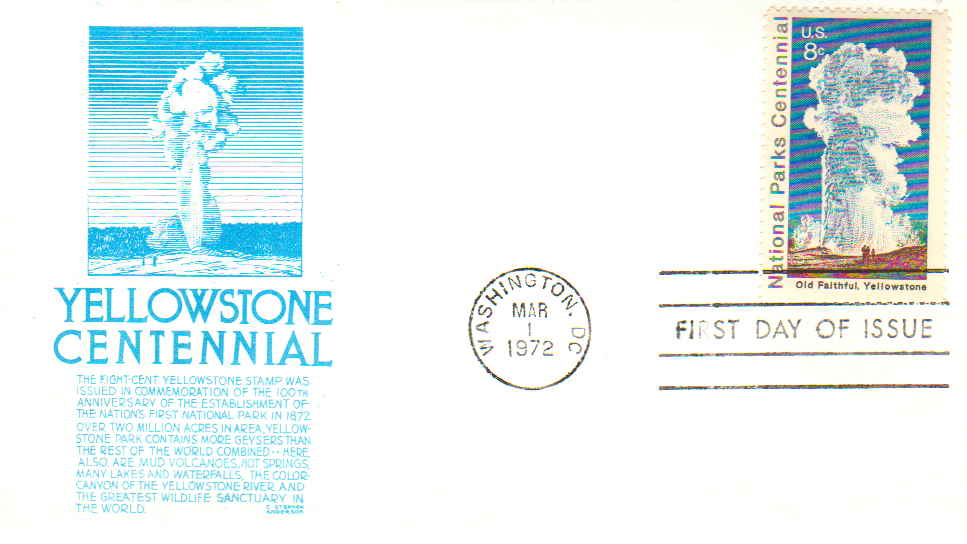 YELLOWSTONE
CENTENNIAL
THE EIGHT-CENT YELLOWSTONE STAMP WAS
ISSUED IN COMMEMORATION OF THE 100TH
ANNIVERSARY OF THE ESTABLISHMENT OF
THE NATION'S FIRST NATIONAL PARK IN 1872.
OVER TWO MILLION ACRES IN AREA, YELLOW-
STONE PARK CONTAINS MORE GEYSERS THAN
THE REST OF THE WORLD COMBINED -- HERE
ALSO, ARE MUD VOLCANOES, HOT SPRINGS,
MANY LAKES AND WATERFALLS, THE COLOR-
CANYON OF THE YELLOWSTONE RIVER AND
THE GREATEST WILDLIFE SANCTUARY IN
THE WORLD.
C. STEPHEN
ANDERSON
WASHINGTON, DC
MAR
1
1972
National Parks Centennial
U.S.
8c
Old Faithful, Yellowstone
FIRST DAY OF ISSUE